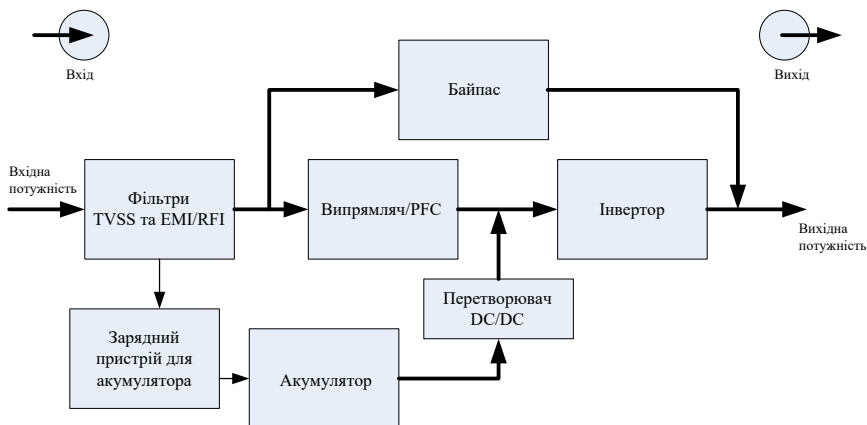 Вхід
Вихід
Байпас
Вхідна
потужність
Фільтри
TVSS та EMI/RFI
Випрямляч/PFC
Інвертор
Вихідна
потужність
Перетворювач
DC/DC
Зарядний
пристрій для
акумулятора
Акумулятор